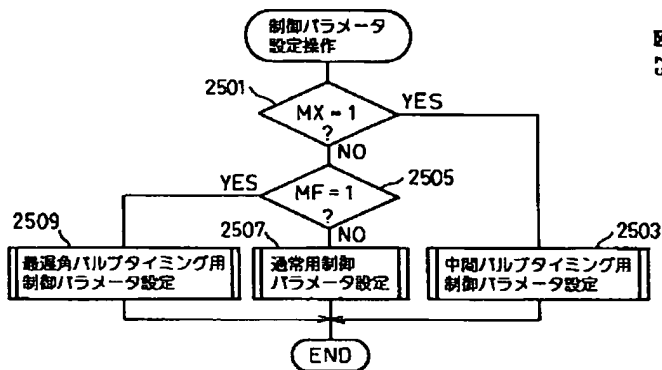 制御パラメータ
設定操作
2501
MX=1
?
YES
NO
YES
MF=1
?
2505
NO
2509
2507
2503
最遅角バルブタイミング用
制御パラメータ設定
通常用制御
パラメータ設定
中間バルブタイミング用
制御パラメータ設定
END